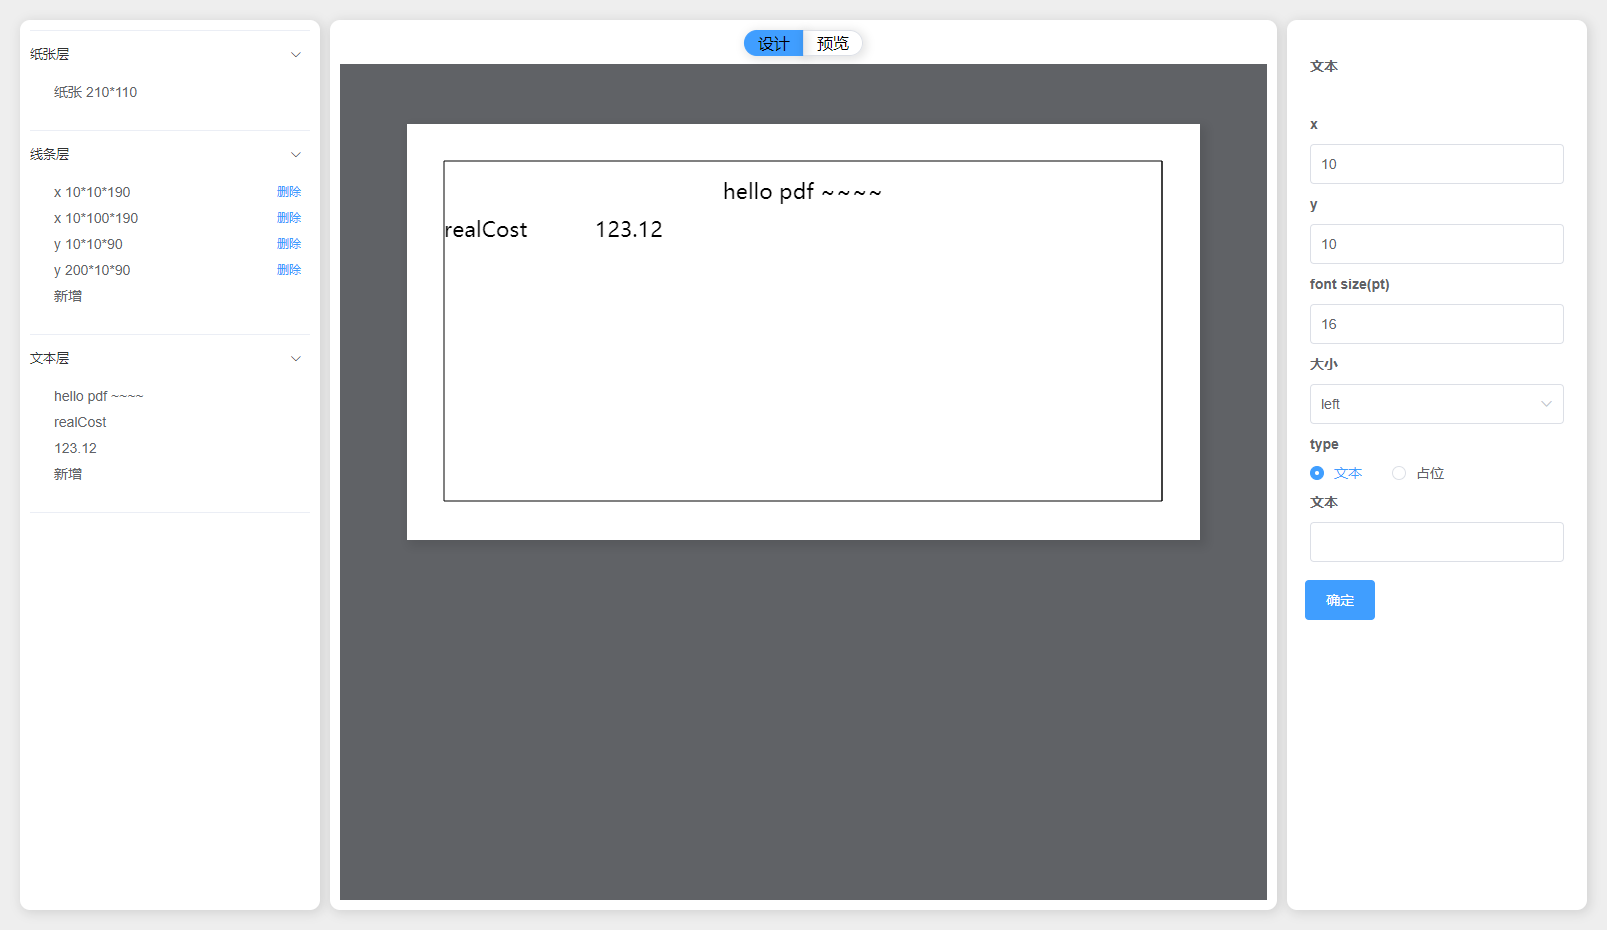 纸张层
纸张 210*110
线条层
x 10*10*190 删除
x 10*100*190 删除
y 10*10*90 删除
y 200*10*90 删除
新增
文本层
hello pdf ~~~~
realCost
123.12
新增
设计 预览
hello pdf ~~~~
realCost 123.12
文本
x
10
y
10
font size(pt)
16
大小
left
type
文本 占位
文本
确定